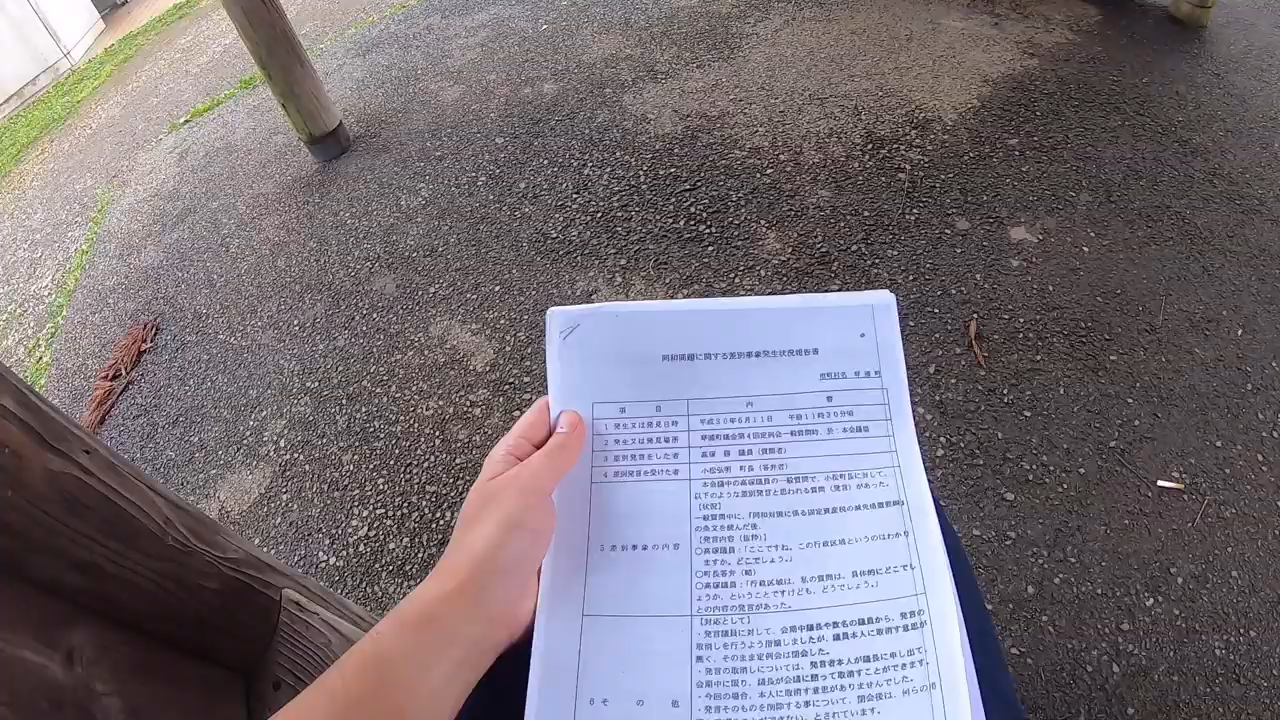 同和問題に関する差別事象発生状況報告書
市町村名 琴浦町
項 目 内 容
1 発生又は発見日時 平成30年6月11日 午前11時30分頃
2 発生又は発見場所 琴浦町議会第4回定例会一般質問時、於:本会議場
3 差別発言をした者 高塚 勝 議員(質問者)
4 差別発言を受けた者 小松弘明 町長(答弁者)
5 差別事象の内容
本会議中の高塚議員の一般質問で、小松町長に対して、
以下のような差別発言と思われる質問(発言)があった。
【状況】
一般質問中に、「同和対策に係る固定資産税の減免措置要綱」
の条文を読んだ後、
【発言内容(抜粋)】
○高塚議員:「ここですね。この行政区域というのはわかり
ますか。どこでしょう。」
○町長答弁(略)
○高塚議員:「行政区域は、私の質問は、具体的にどこでし
ょうか、ということですけども、どうでしょう。」
との内容の発言があった。
6 そ の 他
【対応として】
・発言議員に対して、会期中議長や数名の議員から、発言の
取消しを行うよう指摘しましたが、議員本人に取消す意思が
無く、そのまま定例会は閉会した。
・発言の取消しについては、発言者本人が議長に申し出て
会期中に限り、議長が会議に諮って取消すことができます。
・今回の場合、本人に取消す意思がありませんでした。
・発言そのものを削除する事について、閉会後は、何らの
できない、とされています。